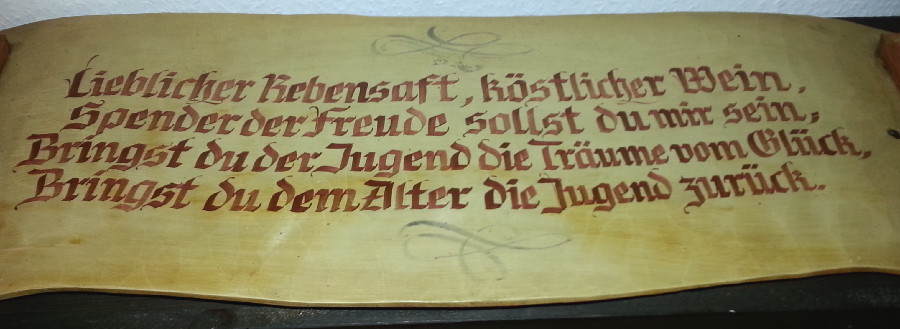 Lieblicher Rebensaft, köstlicher Wein,
Spender der Freude sollst du mir sein;
Bringst du der Jugend die Träume vom Glück,
Bringst du dem Alter die Jugend zurück.